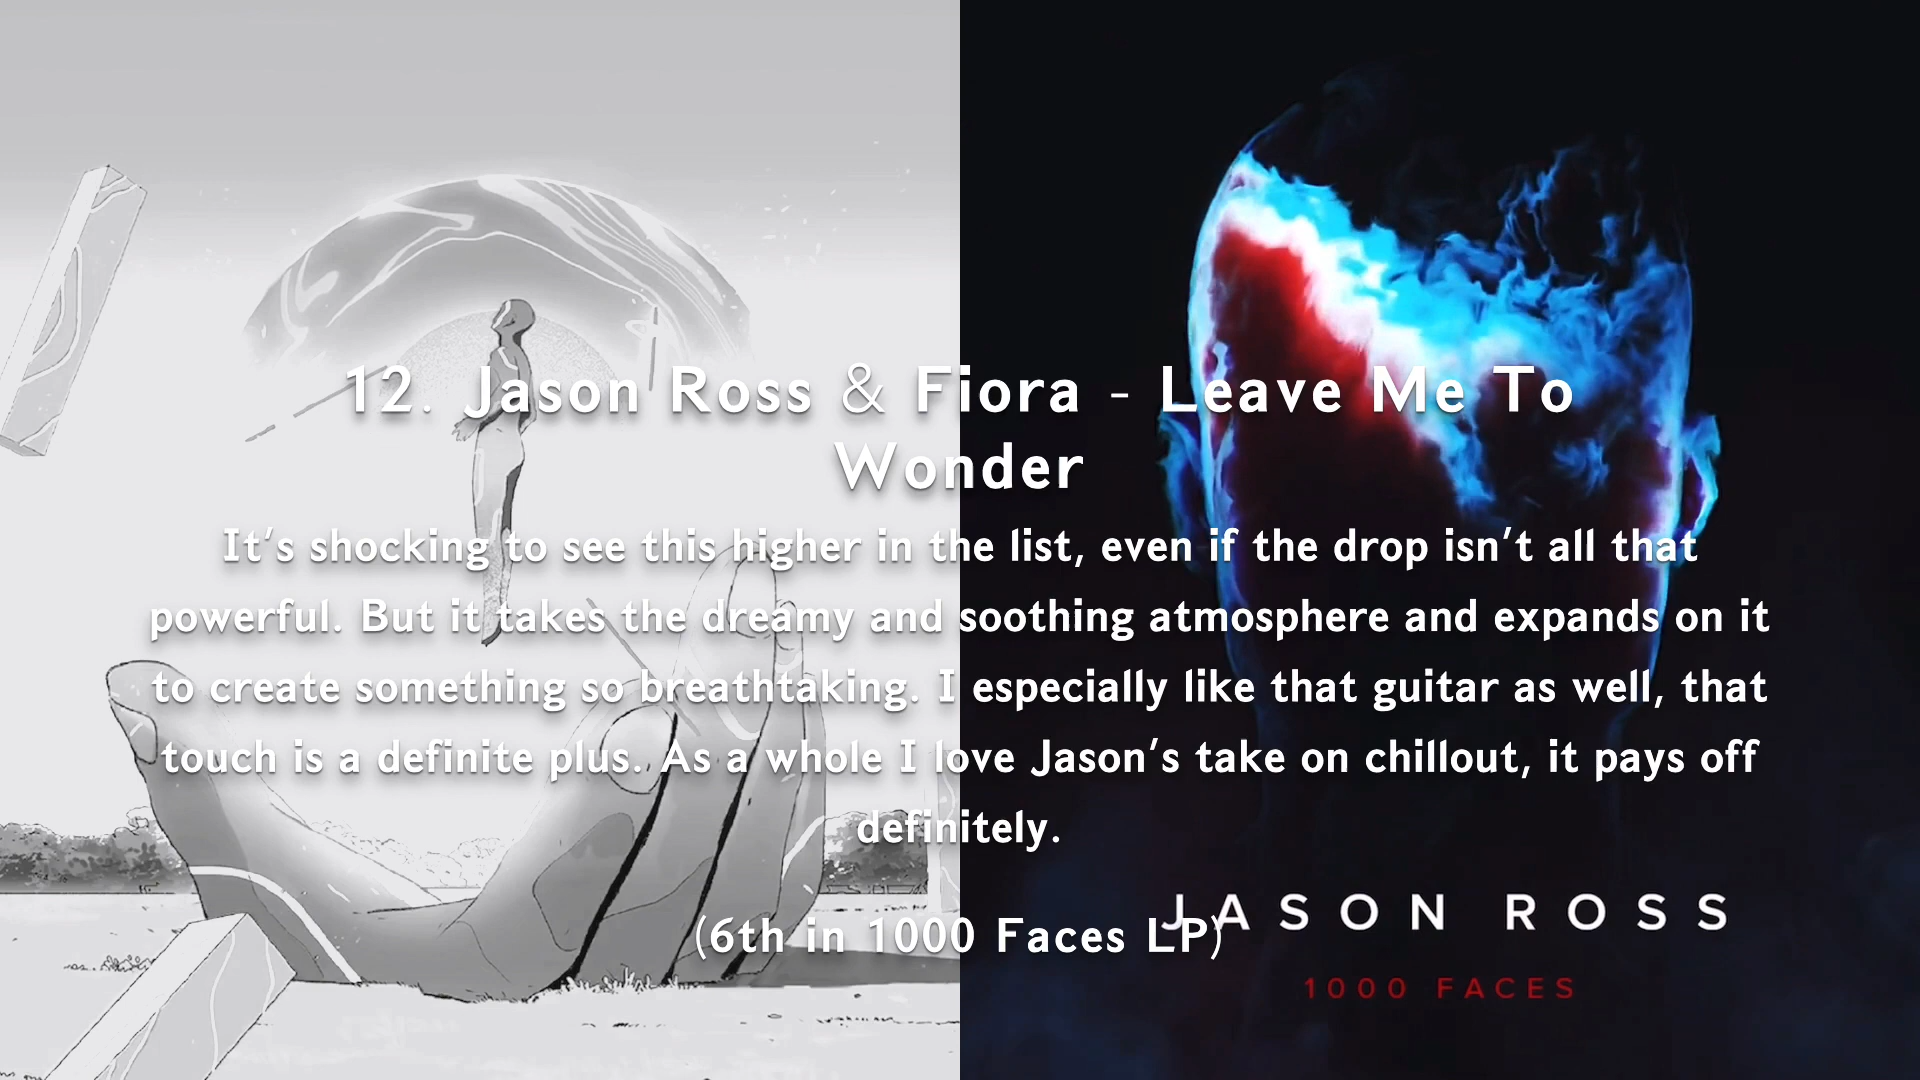 12. Jason Ross & Fiora - Leave Me To
Wonder
It's shocking to see this higher in the list, even if the drop isn't all that
powerful. But it takes the dreamy and soothing atmosphere and expands on it
to create something so breathtaking. I especially like that guitar as well, that
touch is a definite plus. As a whole I love Jason's take on chillout, it pays off
definitely.
(6th in 1000 Faces LP)
JASON ROSS
1000 FACES